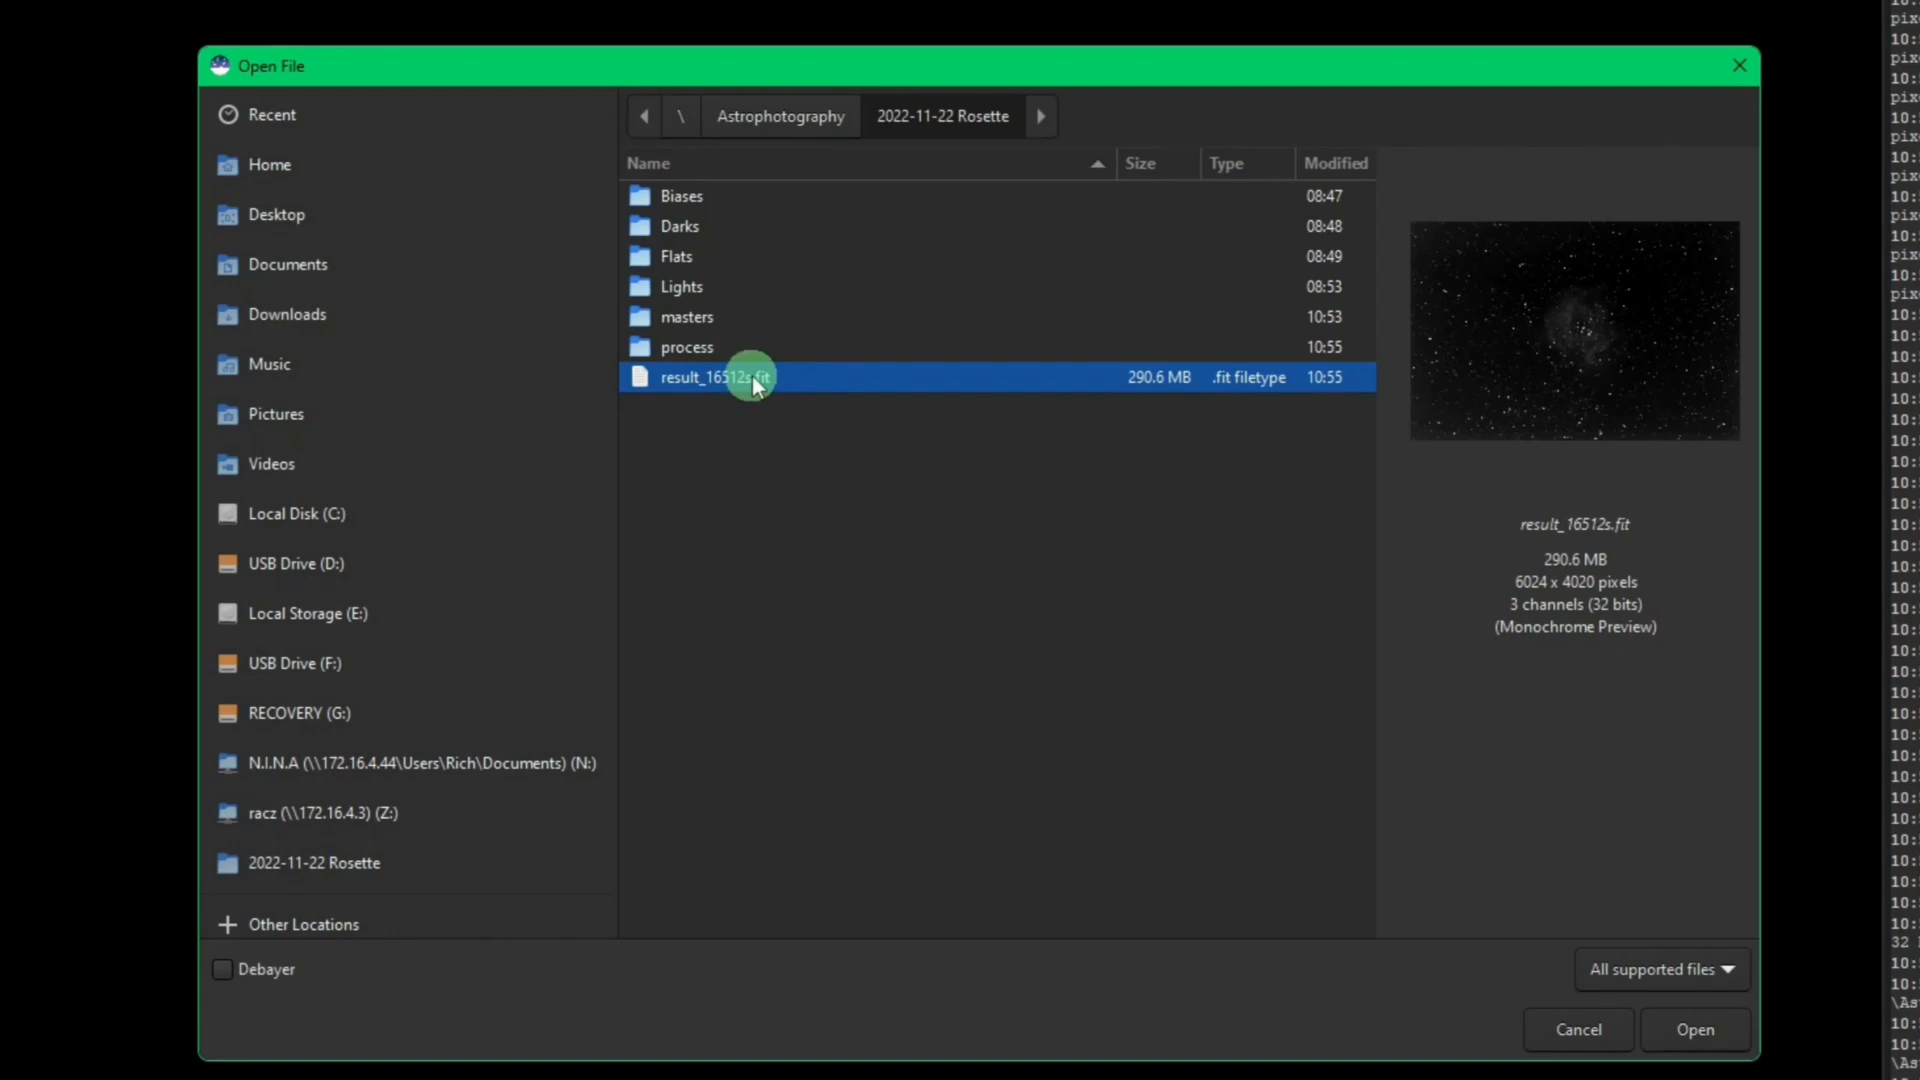 Open File
Recent
Home
Desktop
Documents
Downloads
Music
Pictures
Videos
Local Disk (C:)
USB Drive (D:)
Local Storage (E:)
USB Drive (F:)
RECOVERY (G:)
N.I.N.A (\\172.16.4.44\Users\Rich\Documents) (N:)
racz (\\172.16.4.3) (Z:)
2022-11-22 Rosette
Other Locations
\ Astrophotography 2022-11-22 Rosette
Name Size Type Modified
Biases 08:47
Darks 08:48
Flats 08:49
Lights 08:53
masters 10:53
process 10:55
result_16512s.fit 290.6 MB .fit filetype 10:55
result_16512s.fit
290.6 MB
6024 x 4020 pixels
3 channels (32 bits)
(Monochrome Preview)
Debayer
All supported files
Cancel Open